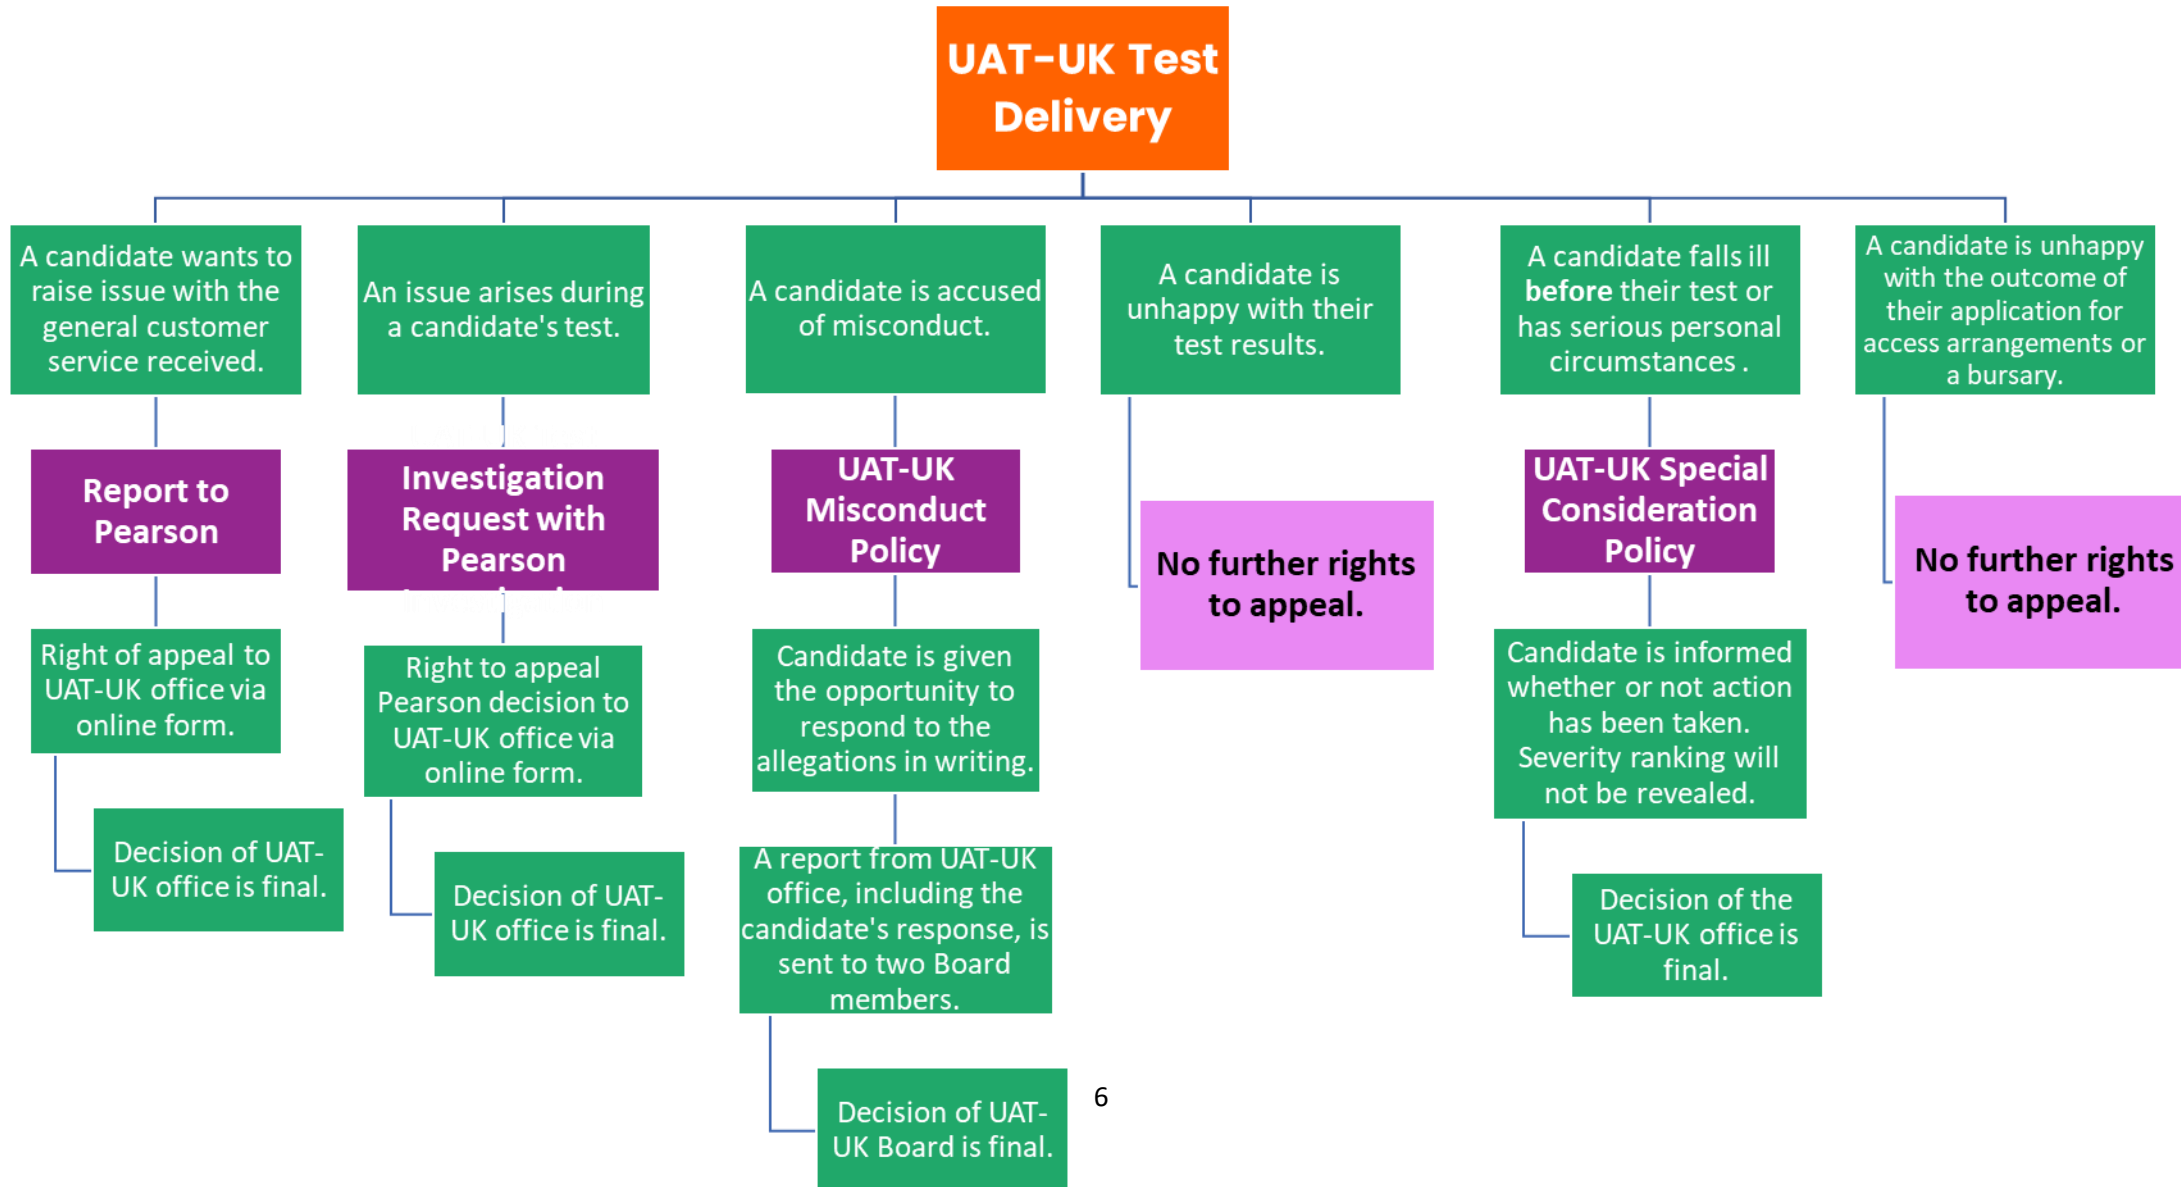 UAT-UK Test
Delivery
A candidate wants to
raise issue with the
general customer
service received.
An issue arises during
a candidate's test.
A candidate is accused
of misconduct.
A candidate is
unhappy with their
test results.
A candidate falls ill
before their test or
has serious personal
circumstances .
A candidate is unhappy
with the outcome of
their application for
access arrangements or
a bursary.
Report to
Pearson
Investigation
Request with
Pearson
UAT-UK
Misconduct
Policy
No further rights
to appeal.
UAT-UK Special
Consideration
Policy
No further rights
to appeal.
Right of appeal to
UAT-UK office via
online form.
Right to appeal
Pearson decision to
UAT-UK office via
online form.
Candidate is given
the opportunity to
respond to the
allegations in writing.
Candidate is informed
whether or not action
has been taken.
Severity ranking will
not be revealed.
Decision of UAT-
UK office is final.
Decision of UAT-
UK office is final.
A report from UAT-UK
office, including the
candidate's response, is
sent to two Board
members.
Decision of the
UAT-UK office is
final.
Decision of UAT-
UK Board is final.
6